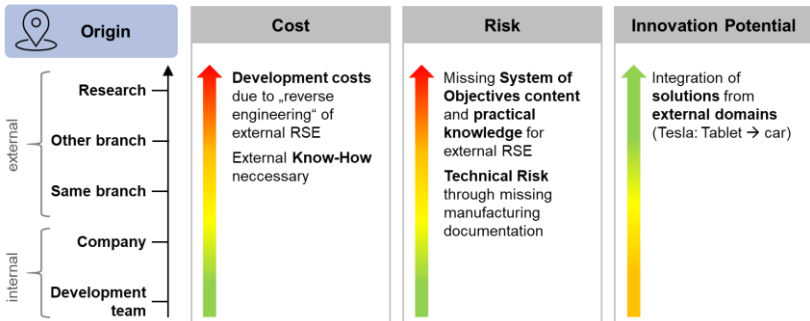 Origin
external
Research
Other branch
Same branch
internal
Company
Development
team
Cost
Development costs
due to „reverse
engineering“ of
external RSE
External Know-How
neccessary
Risk
Missing System of
Objectives content
and practical
knowledge for
external RSE
Technical Risk
through missing
manufacturing
documentation
Innovation Potential
Integration of
solutions from
external domains
(Tesla: Tablet → car)